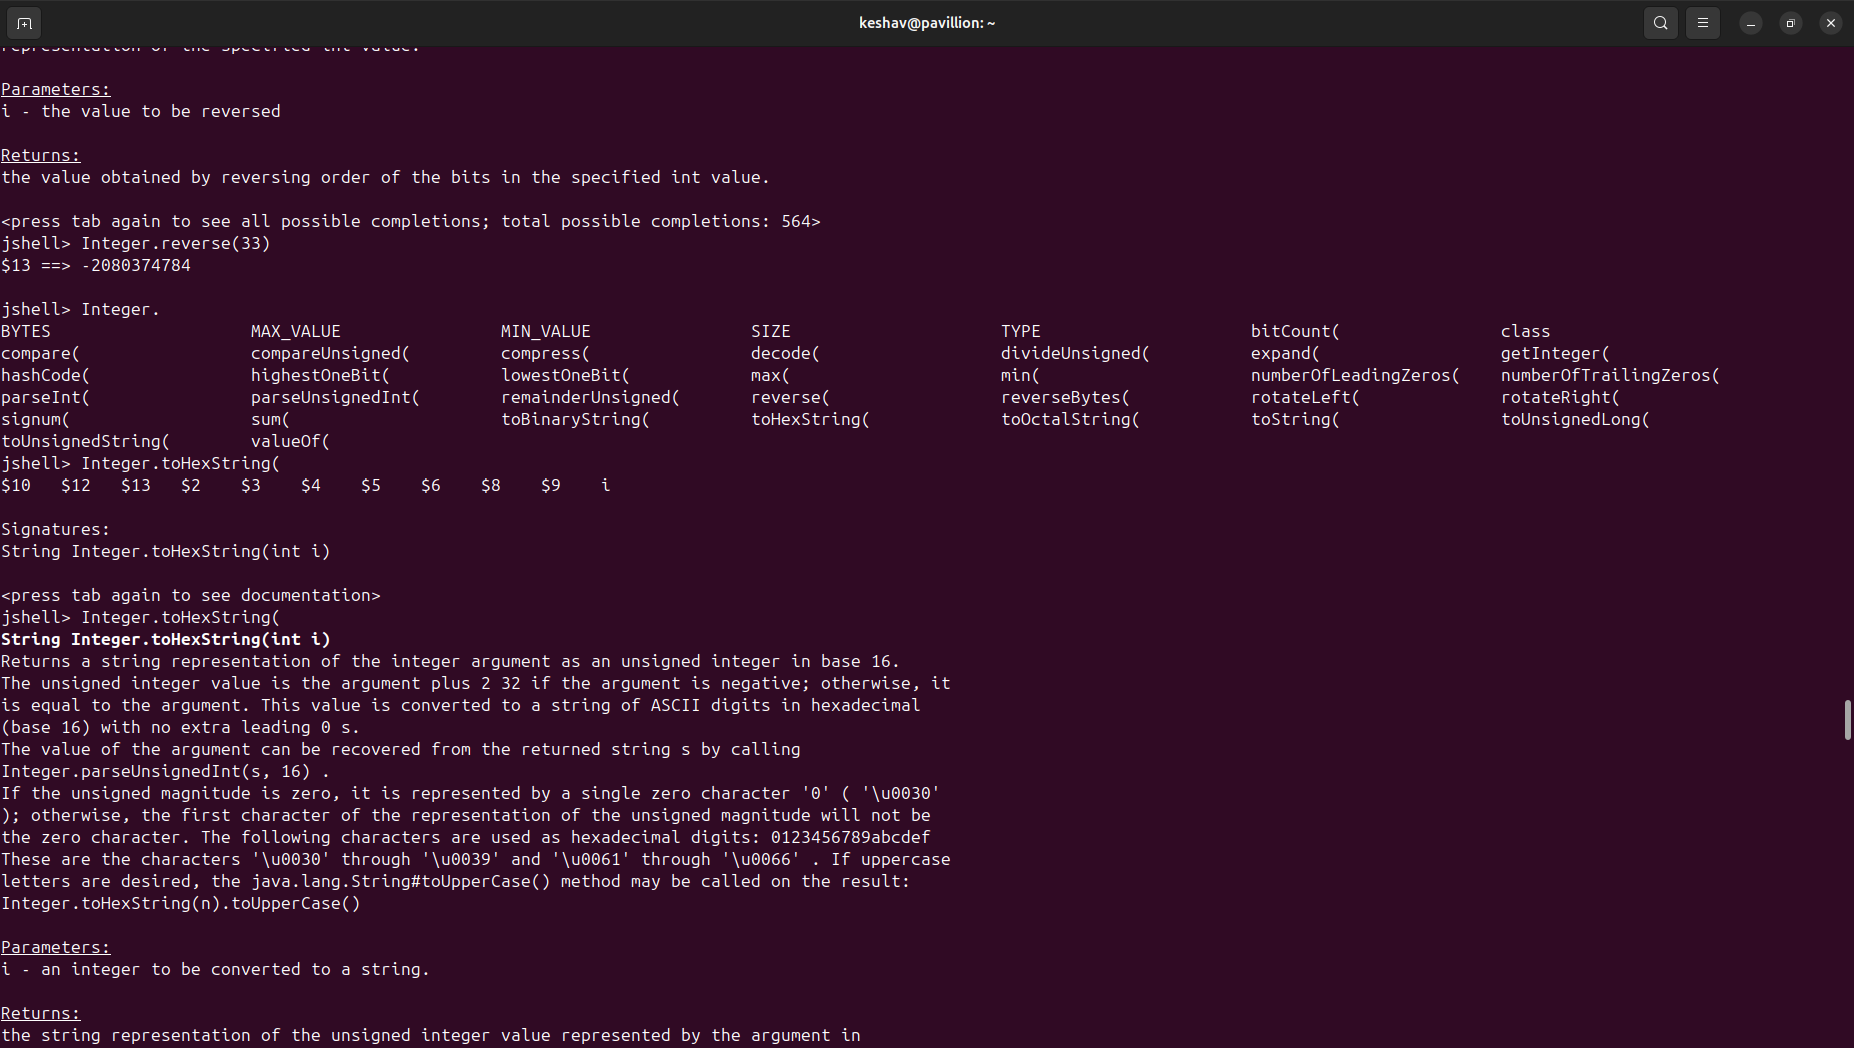 keshav@pavillion: ~
representation of the specified int value.
Parameters:
i - the value to be reversed
Returns:
the value obtained by reversing order of the bits in the specified int value.
<press tab again to see all possible completions; total possible completions: 564>
jshell> Integer.reverse(33)
$13 ==> -2080374784
jshell> Integer.
BYTES MAX_VALUE MIN_VALUE SIZE TYPE bitCount( class
compare( compareUnsigned( compress( decode( divideUnsigned( expand( getInteger(
hashCode( highestOneBit( lowestOneBit( max( min( numberOfLeadingZeros( numberOfTrailingZeros(
parseInt( parseUnsignedInt( remainderUnsigned( reverse( reverseBytes( rotateLeft( rotateRight(
signum( sum( toBinaryString( toHexString( toOctalString( toString( toUnsignedLong(
toUnsignedString( valueOf(
jshell> Integer.toHexString(
$10 $12 $13 $2 $3 $4 $5 $6 $8 $9 i
Signatures:
String Integer.toHexString(int i)
<press tab again to see documentation>
jshell> Integer.toHexString(
String Integer.toHexString(int i)
Returns a string representation of the integer argument as an unsigned integer in base 16.
The unsigned integer value is the argument plus 2 32 if the argument is negative; otherwise, it
is equal to the argument. This value is converted to a string of ASCII digits in hexadecimal
(base 16) with no extra leading 0 s.
The value of the argument can be recovered from the returned string s by calling
Integer.parseUnsignedInt(s, 16) .
If the unsigned magnitude is zero, it is represented by a single zero character '0' ( '\u0030'
); otherwise, the first character of the representation of the unsigned magnitude will not be
the zero character. The following characters are used as hexadecimal digits: 0123456789abcdef
These are the characters '\u0030' through '\u0039' and '\u0061' through '\u0066' . If uppercase
letters are desired, the java.lang.String#toUpperCase() method may be called on the result:
Integer.toHexString(n).toUpperCase()
Parameters:
i - an integer to be converted to a string.
Returns:
the string representation of the unsigned integer value represented by the argument in